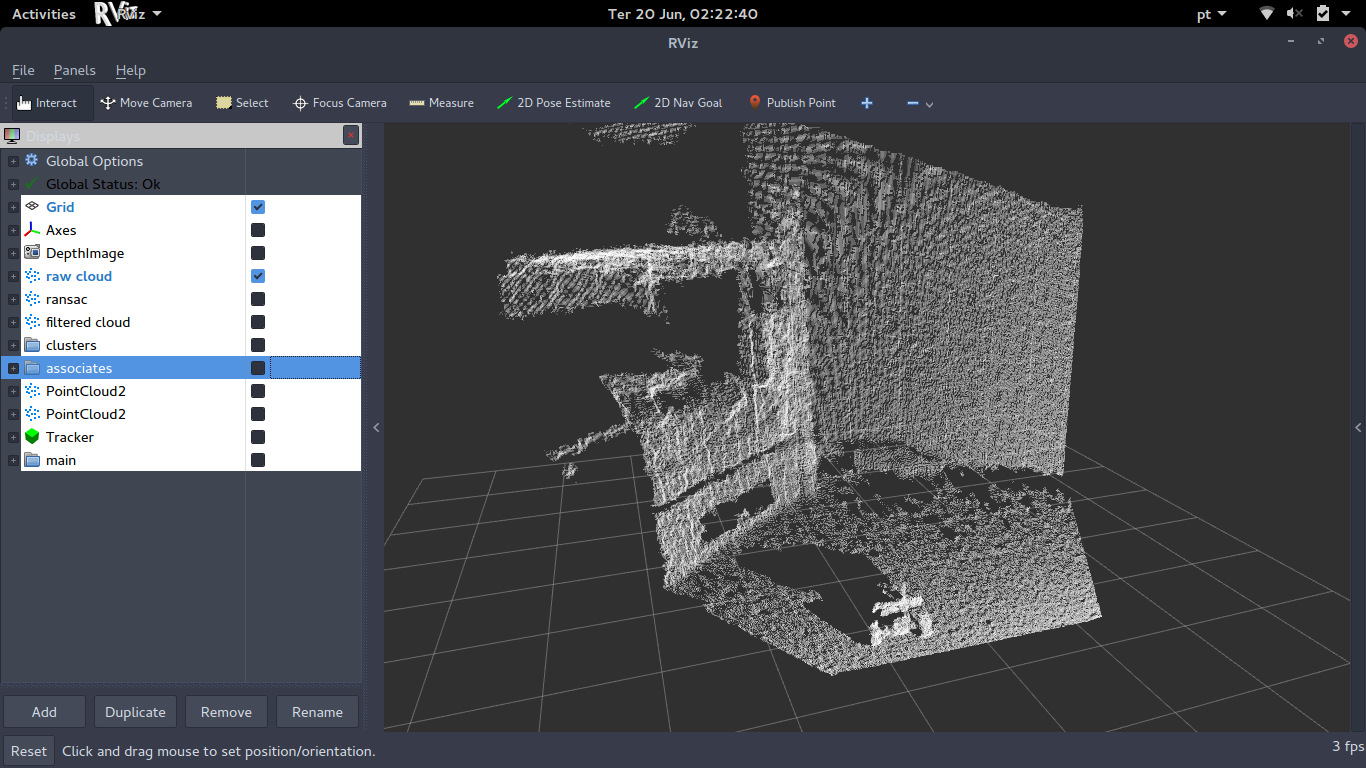 Activities RViz Ter 20 Jun, 02:22:40 pt
RViz
File Panels Help
Interact Move Camera Select Focus Camera Measure 2D Pose Estimate 2D Nav Goal Publish Point
Displays
Global Options
Global Status: Ok
Grid
Axes
DepthImage
raw cloud
ransac
filtered cloud
clusters
associates
PointCloud2
PointCloud2
Tracker
main
Add Duplicate Remove Rename
Reset Click and drag mouse to set position/orientation. 3 fps